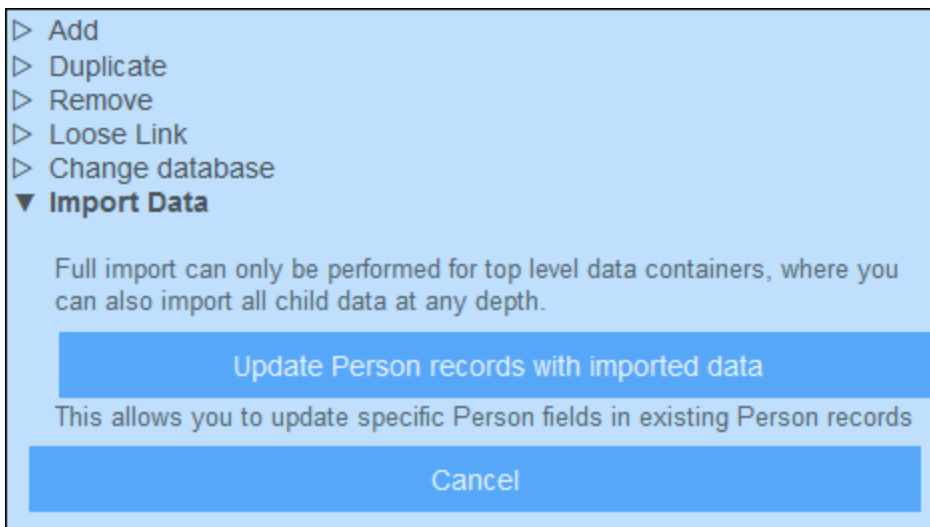 Add
Duplicate
Remove
Loose Link
Change database
Import Data
Full import can only be performed for top level data containers, where you
can also import all child data at any depth.
Update Person records with imported data
This allows you to update specific Person fields in existing Person records
Cancel